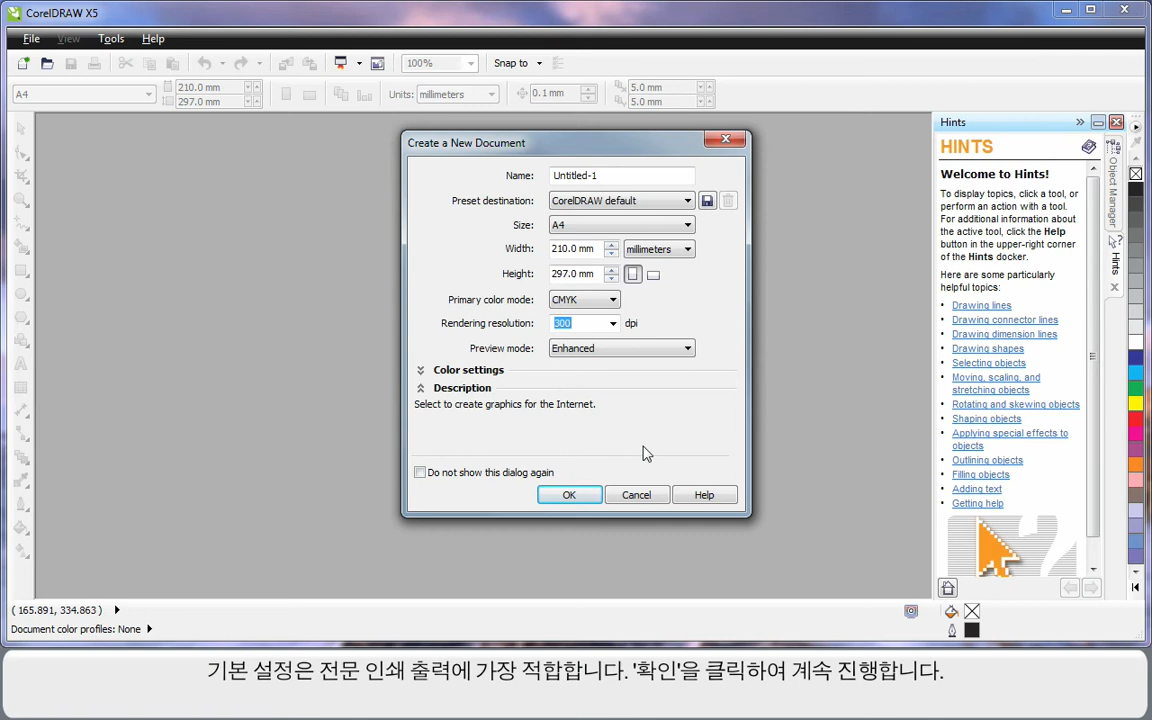 CorelDRAW X5
File View Tools Help
100% Snap to
A4 210.0 mm 297.0 mm Units: millimeters 0.1 mm 5.0 mm 5.0 mm
Create a New Document
Name: Untitled-1
Preset destination: CorelDRAW default
Size: A4
Width: 210.0 mm millimeters
Height: 297.0 mm
Primary color mode: CMYK
Rendering resolution: 300 dpi
Preview mode: Enhanced
Color settings
Description
Select to create graphics for the Internet.
Do not show this dialog again
OK Cancel Help
Hints
HINTS
Welcome to Hints!
To display topics, click a tool, or
perform an action with a tool.
For additional information about
the active tool, click the Help
button in the upper-right corner
of the Hints docker.
Here are some particularly
helpful topics:
• Drawing lines
• Drawing connector lines
• Drawing dimension lines
• Drawing shapes
• Selecting objects
• Moving, scaling, and
stretching objects
• Rotating and skewing objects
• Shaping objects
• Applying special effects to
objects
• Outlining objects
• Filling objects
• Adding text
• Getting help
Object Manager
Hints
( 165.891, 334.863 )
Document color profiles: None
기본 설정은 전문 인쇄 출력에 가장 적합합니다. '확인'을 클릭하여 계속 진행합니다.